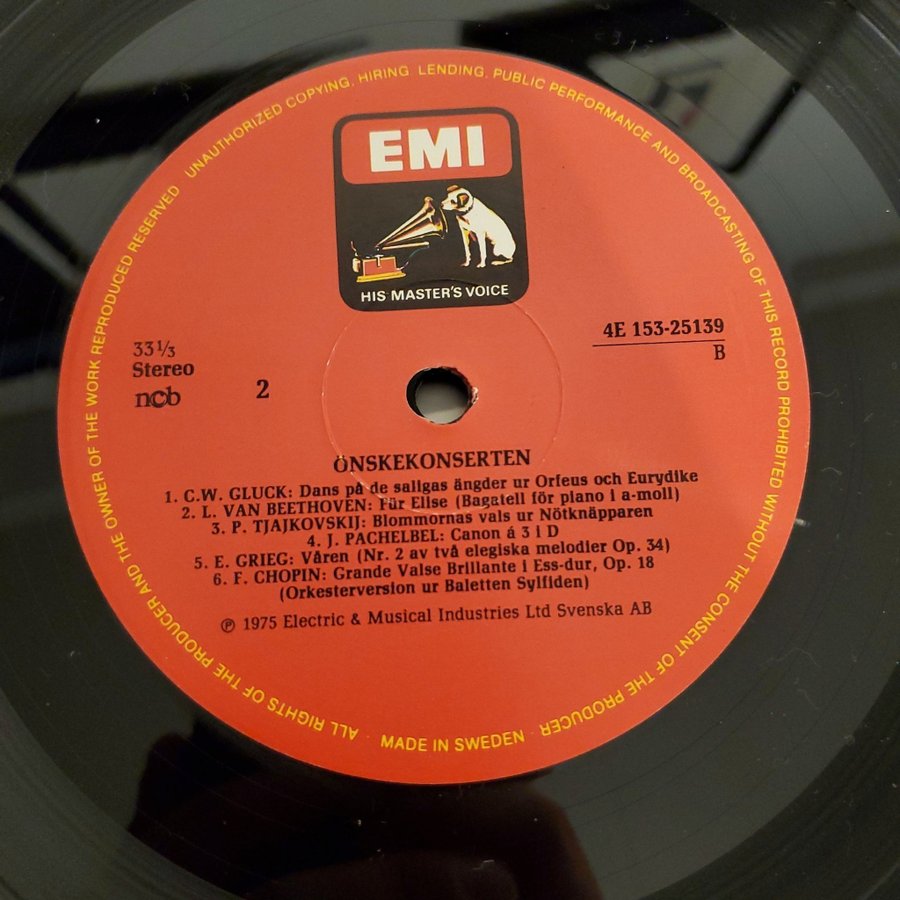 UNAUTHORIZED COPYING, HIRING, LENDING, PUBLIC PERFORMANCE AND BROADCASTING OF THIS RECORD PROHIBITED WITHOUT THE CONSENT OF THE PRODUCER
EMI
HIS MASTER'S VOICE
4E 153-25139
B
33 1/3
Stereo
ncb
2
ÖNSKEKONSERTEN
1. C.W. GLUCK: Dans på de sallgas ängder ur Orfeus och Eurydike
2. L. VAN BEETHOVEN: Für Elise (Bagatell för piano i a-moll)
3. P. TJAJKOVSKIJ: Blommornas vals ur Nötknäpparen
4. J. PACHELBEL: Canon á 3 i D
5. E. GRIEG: Våren (Nr. 2 av två elegiska melodier Op. 34)
6. F. CHOPIN: Grande Valse Brillante i Ess-dur, Op. 18
(Orkesterversion ur Baletten Sylfiden)
℗ 1975 Electric & Musical Industries Ltd Svenska AB
MADE IN SWEDEN
ALL RIGHTS OF THE PRODUCER AND THE OWNER OF THE WORK REPRODUCED RESERVED